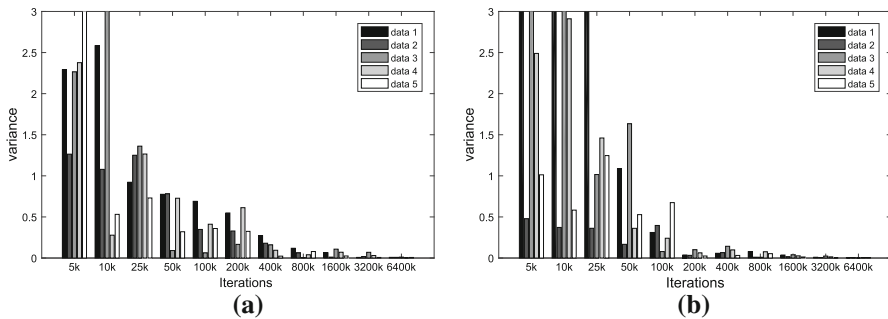 3
2.5
2
1.5
1
0.5
0
variance
5k 10k 25k 50k 100k 200k 400k 800k 1600k 3200k 6400k
Iterations
data 1
data 2
data 3
data 4
data 5
(a)
3
2.5
2
1.5
1
0.5
0
variance
5k 10k 25k 50k 100k 200k 400k 800k 1600k 3200k 6400k
Iterations
data 1
data 2
data 3
data 4
data 5
(b)